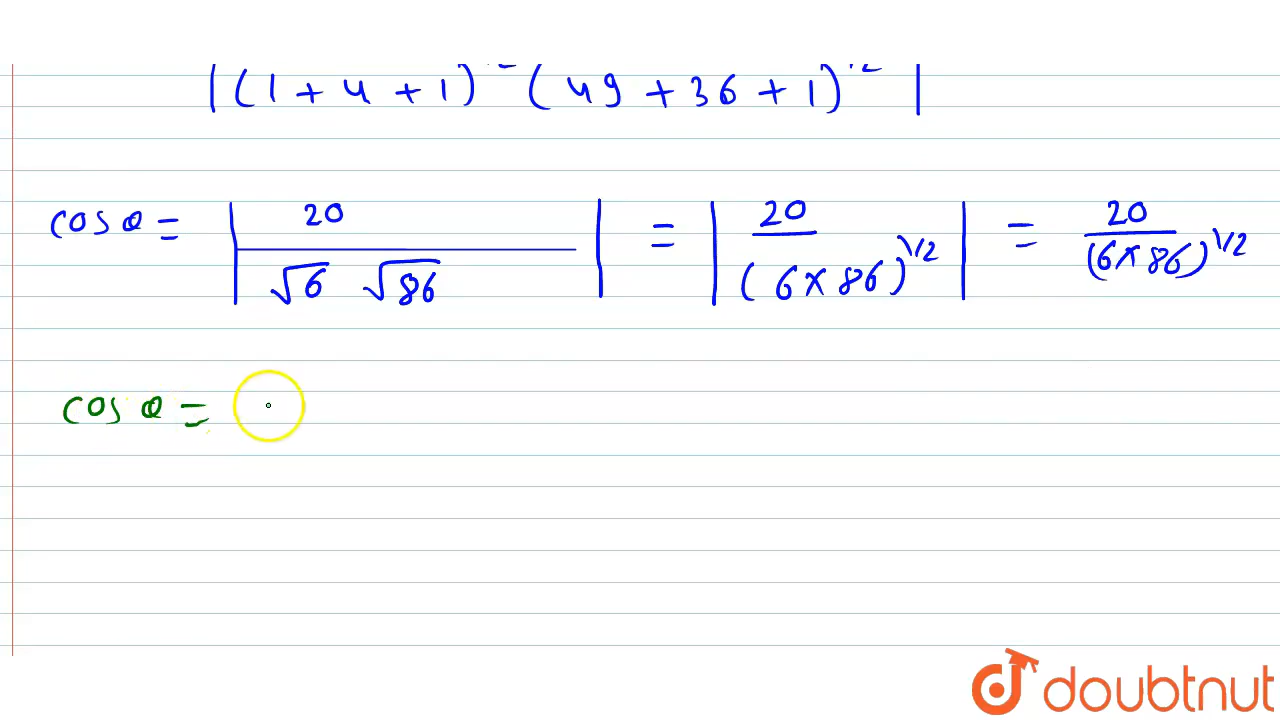 |(1 + 4 + 1)^1/2 (49 + 36 + 1)^1/2|
cos θ = |20 / √6 √86| = |20 / (6 x 86)^1/2| = 20 / (6 x 86)^1/2
cos θ =
doubtnut